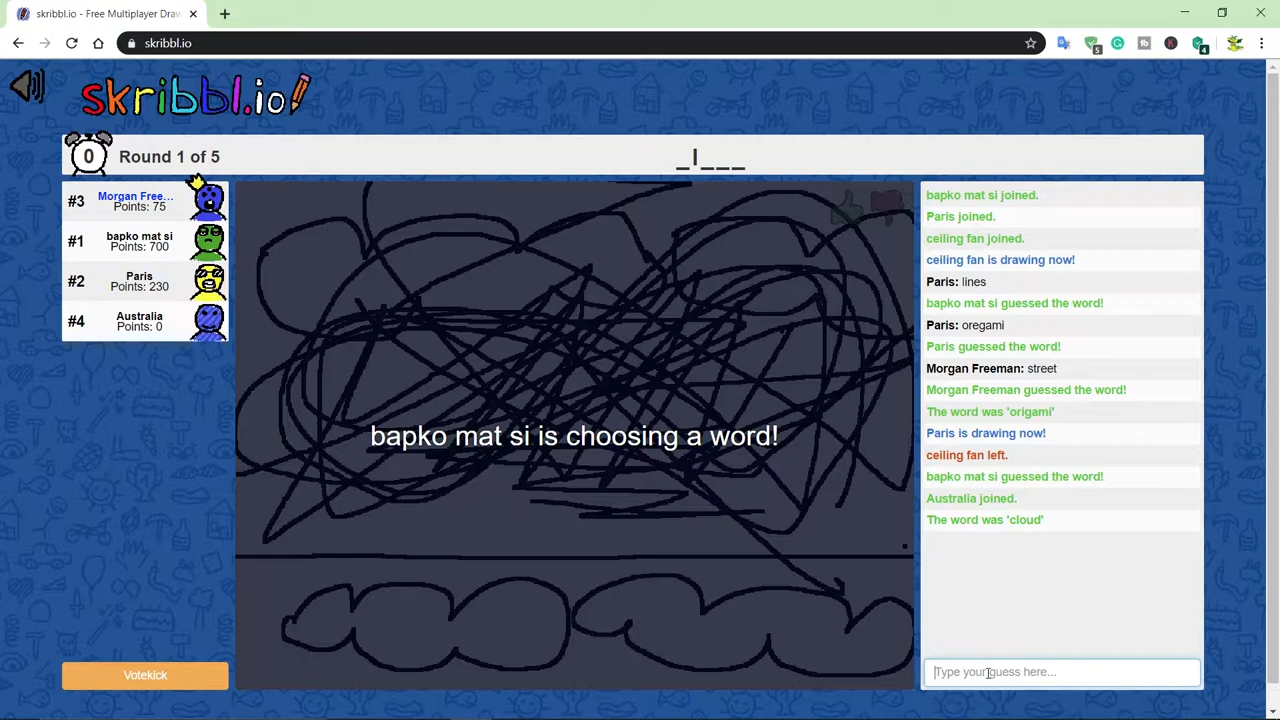 skribbl.io - Free Multiplayer Draw
skribbl.io
5
4
skribbl.io
0
Round 1 of 5
_l___
#3
Morgan Free...
Points: 75
#1
bapko mat si
Points: 700
#2
Paris
Points: 230
#4
Australia
Points: 0
Votekick
bapko mat si is choosing a word!
bapko mat si joined.
Paris joined.
ceiling fan joined.
ceiling fan is drawing now!
Paris: lines
bapko mat si guessed the word!
Paris: oregami
Paris guessed the word!
Morgan Freeman: street
Morgan Freeman guessed the word!
The word was 'origami'
Paris is drawing now!
ceiling fan left.
bapko mat si guessed the word!
Australia joined.
The word was 'cloud'
Type your guess here...